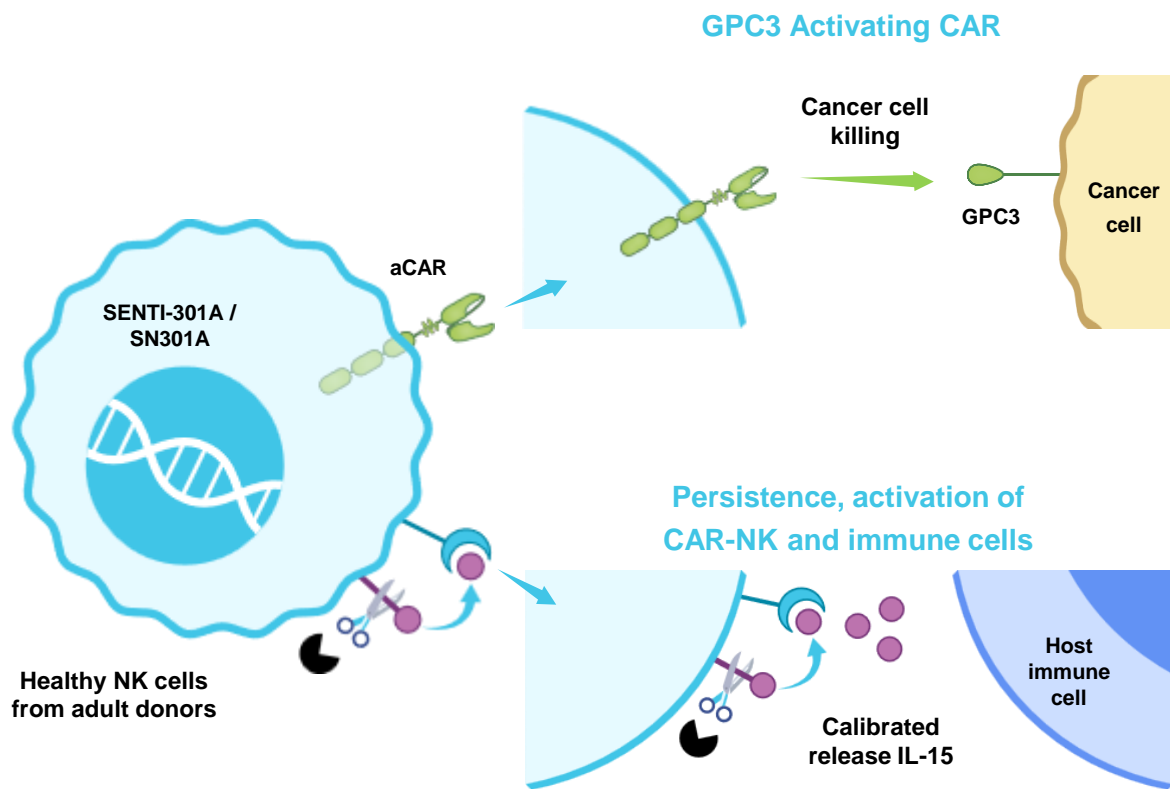 GPC3 Activating CAR
Cancer cell
killing
GPC3
Cancer
cell
aCAR
SENTI-301A /
SN301A
Healthy NK cells
from adult donors
Persistence, activation of
CAR-NK and immune cells
Calibrated
release IL-15
Host
immune
cell